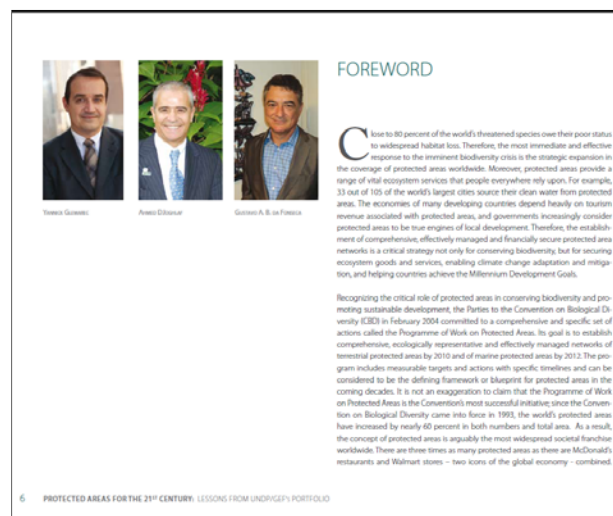 FOREWORD
YANNICK GLEMAREC
AHMED DJOGHLAF
GUSTAVO A. B. DA FONSECA
Close to 80 percent of the world's threatened species owe their poor status
to widespread habitat loss. Therefore, the most immediate and effective
response to the imminent biodiversity crisis is the strategic expansion in
the coverage of protected areas worldwide. Moreover, protected areas provide a
range of vital ecosystem services that people everywhere rely upon. For example,
33 out of 105 of the world's largest cities source their clean water from protected
areas. The economies of many developing countries depend heavily on tourism
revenue associated with protected areas, and governments increasingly consider
protected areas to be true engines of local development. Therefore, the establish-
ment of comprehensive, effectively managed and financially secure protected area
networks is a critical strategy not only for conserving biodiversity, but for securing
ecosystem goods and services, enabling climate change adaptation and mitiga-
tion, and helping countries achieve the Millennium Development Goals.
Recognizing the critical role of protected areas in conserving biodiversity and pro-
moting sustainable development, the Parties to the Convention on Biological Di-
versity (CBD) in February 2004 committed to a comprehensive and specific set of
actions called the Programme of Work on Protected Areas. Its goal is to establish
comprehensive, ecologically representative and effectively managed networks of
terrestrial protected areas by 2010 and of marine protected areas by 2012. The pro-
gram includes measurable targets and actions with specific timelines and can be
considered to be the defining framework or blueprint for protected areas in the
coming decades. It is not an exaggeration to claim that the Programme of Work
on Protected Areas is the Convention's most successful initiative; since the Conven-
tion on Biological Diversity came into force in 1993, the world's protected areas
have increased by nearly 60 percent in both numbers and total area. As a result,
the concept of protected areas is arguably the most widespread societal franchise
worldwide. There are three times as many protected areas as there are McDonald's
restaurants and Walmart stores – two icons of the global economy - combined.
6 PROTECTED AREAS FOR THE 21ST CENTURY: LESSONS FROM UNDP/GEF's PORTFOLIO